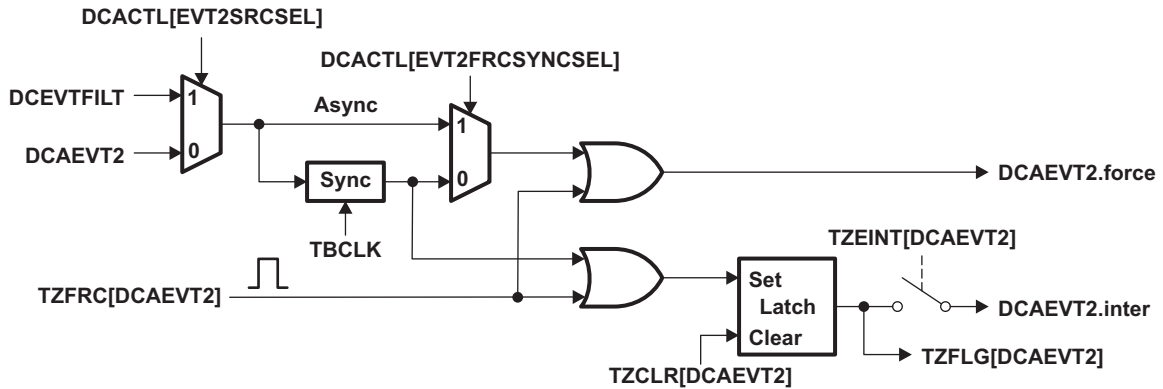 DCACTL[EVT2SRCSEL]
DCACTL[EVT2FRCSYNCSEL]
DCEVTFILT
1
Async
1
DCAEVT2
0
Sync
0
DCAEVT2.force
TBCLK
TZEINT[DCAEVT2]
TZFRC[DCAEVT2]
Set
Latch
Clear
DCAEVT2.inter
TZCLR[DCAEVT2]
TZFLG[DCAEVT2]